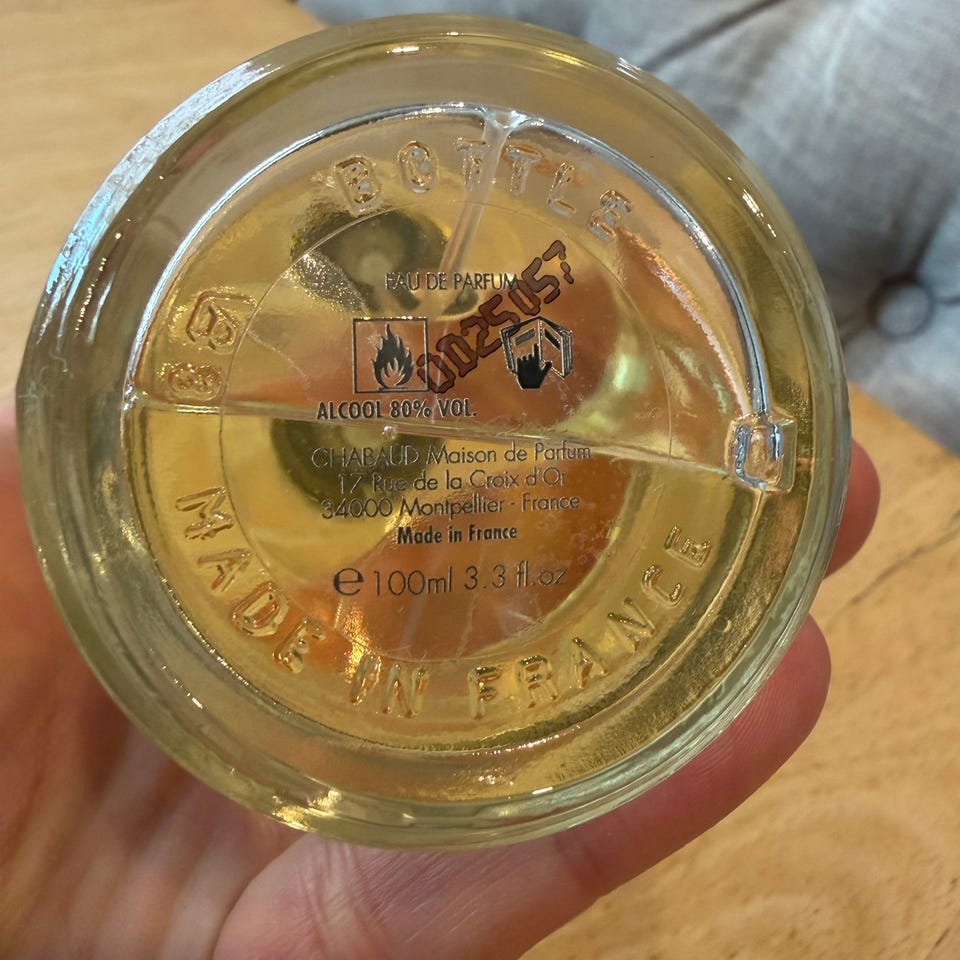 BOTTLE
EAU DE PARFUM
DD25057
ALCOOL 80% VOL.
CHABAUD Maison de Parfum
17 Rue de la Croix d'Or
34000 Montpellier - France
Made in France
e 100ml 3.3 fl.oz
MADE IN FRANCE